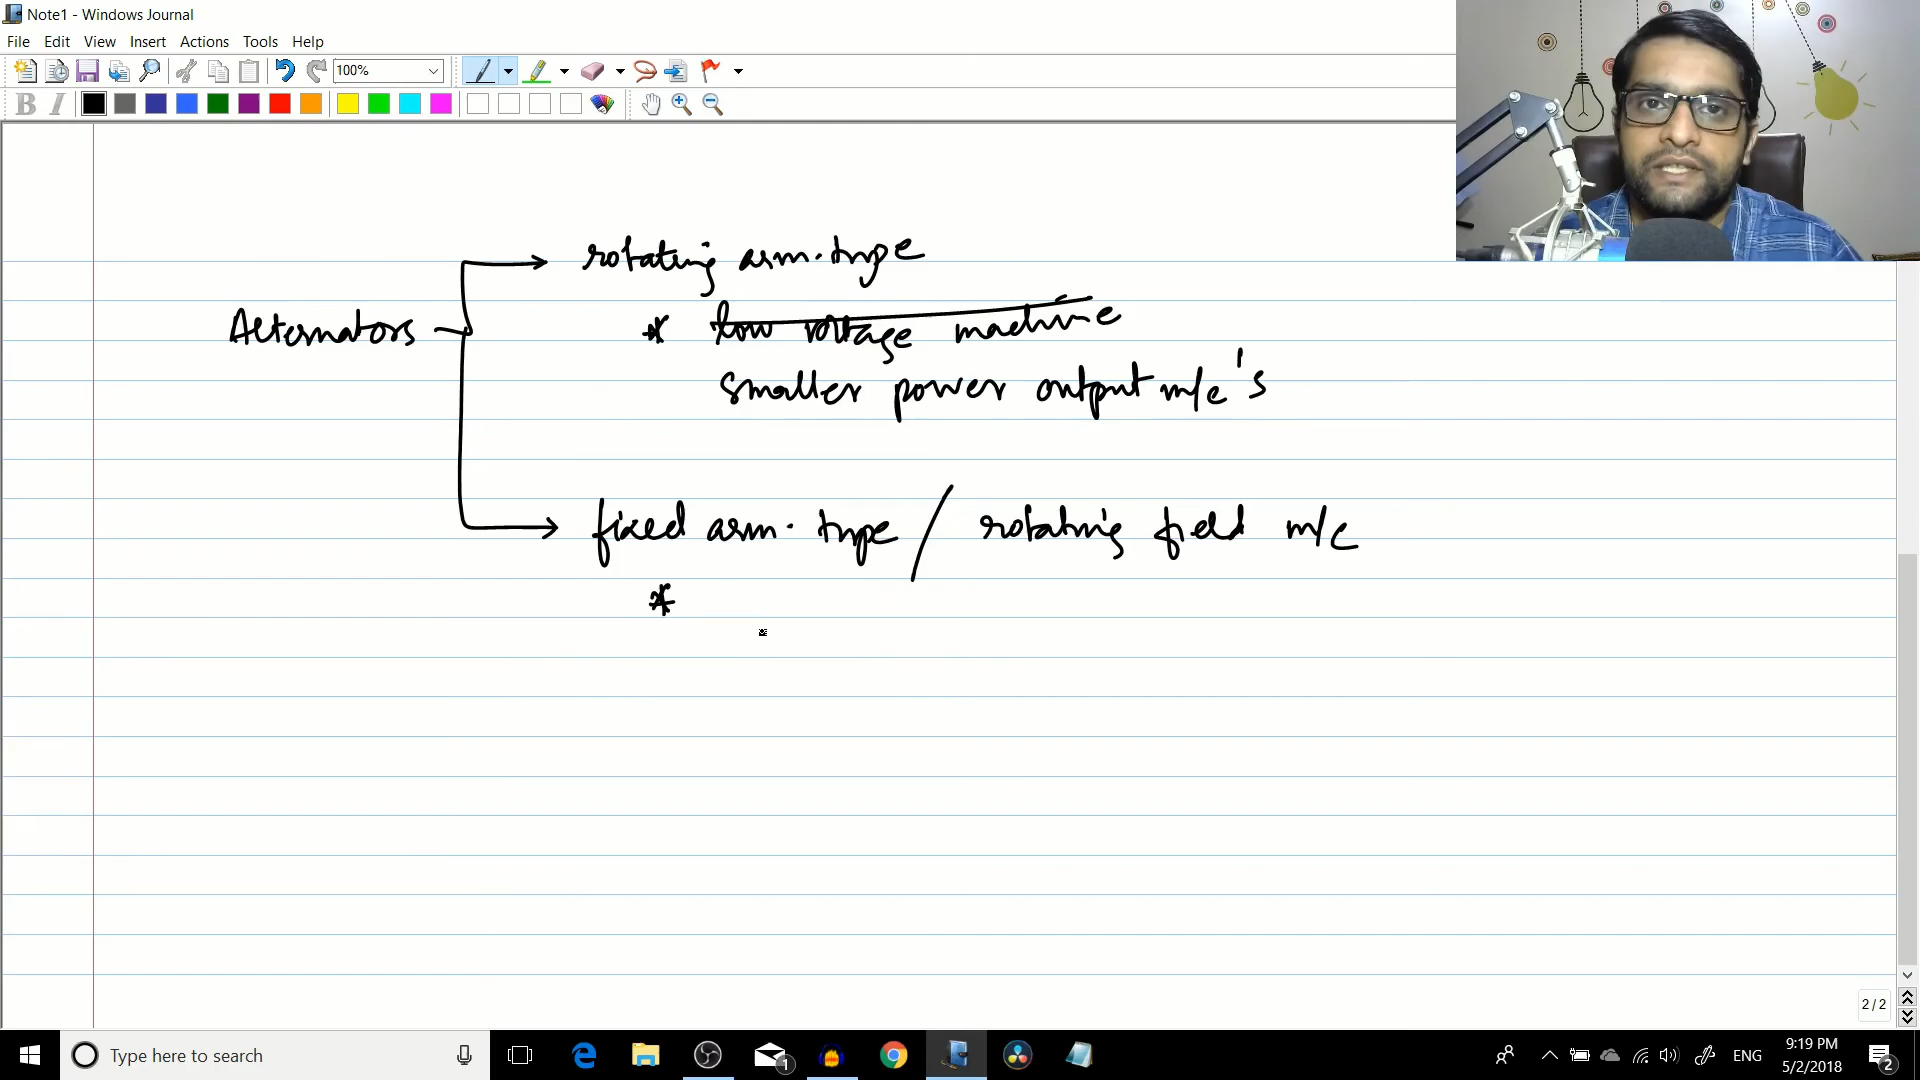 Note1 - Windows Journal
File Edit View Insert Actions Tools Help
100%
B I
rotating arm. type
Alternators
* low voltage machine
smaller power output m/c's
fixed arm. type / rotating field m/c
*
2 / 2
Type here to search
1
ENG
9:19 PM
5/2/2018
2